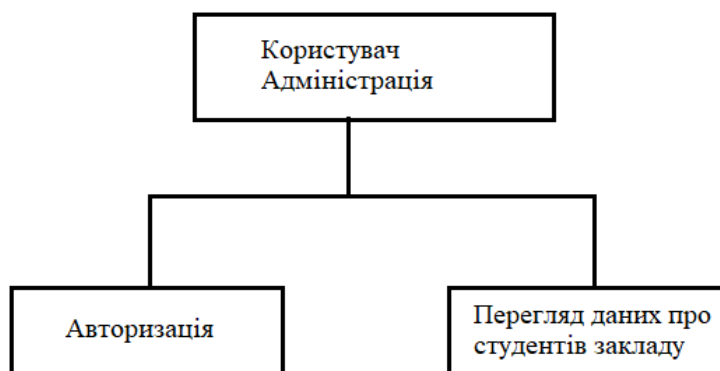 Користувач
Адміністрація
Авторизація
Перегляд даних про
студентів закладу